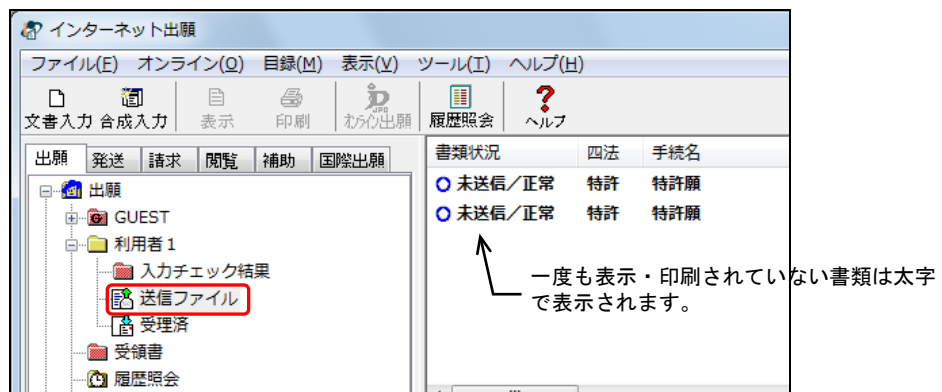 インターネット出願
ファイル(F) オンライン(O) 目録(M) 表示(V) ツール(T) ヘルプ(H)
文書入力 合成入力 表示 印刷 オンライン出願 履歴照会 ヘルプ
出願 発送 請求 閲覧 補助 国際出願
書類状況 四法 手続名
出願
未送信/正常 特許 特許願
GUEST
未送信/正常 特許 特許願
利用者1
入力チェック結果
送信ファイル
受理済
受領書
履歴照会
一度も表示・印刷されていない書類は太字
で表示されます。